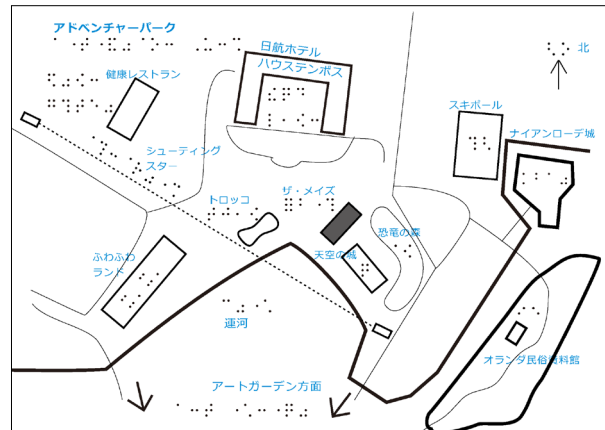 アドベンチャーパーク
日航ホテル
ハウステンボス
北
健康レストラン
スキポール
ナイアンローデ城
シューティング
スター
トロッコ
ザ・メイズ
恐竜の森
天空の城
ふわふわ
ランド
運河
オランダ民俗資料館
アートガーデン方面